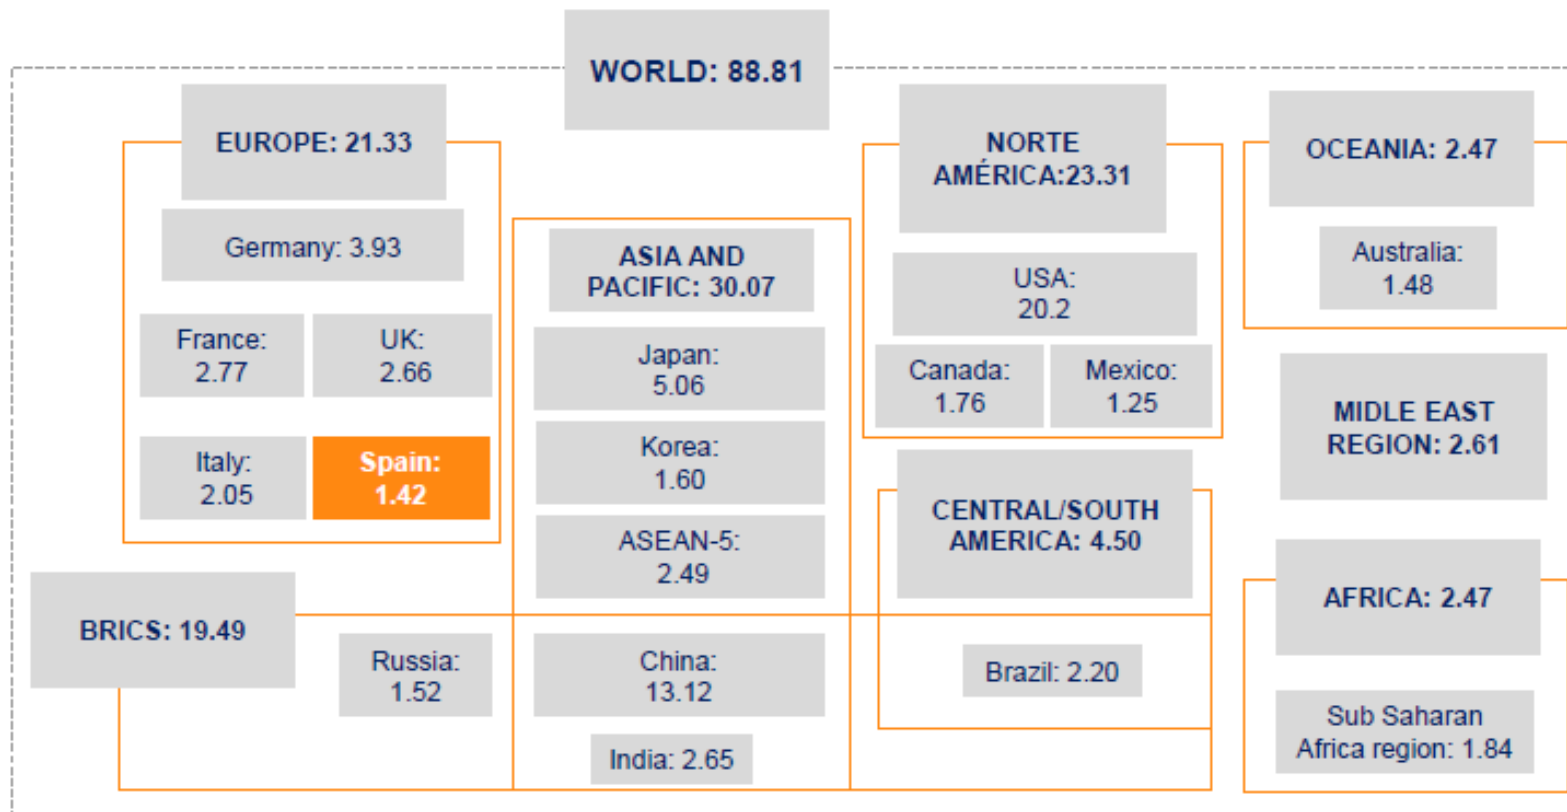 WORLD: 88.81
EUROPE: 21.33
Germany: 3.93
France:
2.77
UK:
2.66
Italy:
2.05
Spain:
1.42
ASIA AND
PACIFIC: 30.07
Japan:
5.06
Korea:
1.60
ASEAN-5:
2.49
NORTE
AMÉRICA:23.31
USA:
20.2
Canada:
1.76
Mexico:
1.25
CENTRAL/SOUTH
AMERICA: 4.50
OCEANIA: 2.47
Australia:
1.48
MIDLE EAST
REGION: 2.61
AFRICA: 2.47
Sub Saharan
Africa region: 1.84
BRICS: 19.49
Russia:
1.52
China:
13.12
India: 2.65
Brazil: 2.20